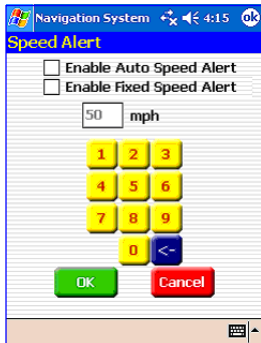 Navigation System 4:15 ok
Speed Alert
Enable Auto Speed Alert
Enable Fixed Speed Alert
50 mph
1 2 3
4 5 6
7 8 9
0 <-
OK Cancel